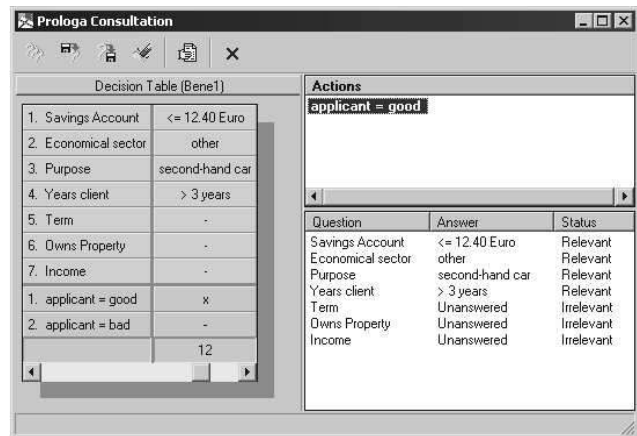 Prologa Consultation
Decision Table (Bene1)
1. Savings Account <= 12.40 Euro
2. Economical sector other
3. Purpose second-hand car
4. Years client > 3 years
5. Term -
6. Owns Property -
7. Income -
1. applicant = good x
2. applicant = bad -
12
Actions
applicant = good
Question Answer Status
Savings Account <= 12.40 Euro Relevant
Economical sector other Relevant
Purpose second-hand car Relevant
Years client > 3 years Relevant
Term Unanswered Irrelevant
Owns Property Unanswered Irrelevant
Income Unanswered Irrelevant